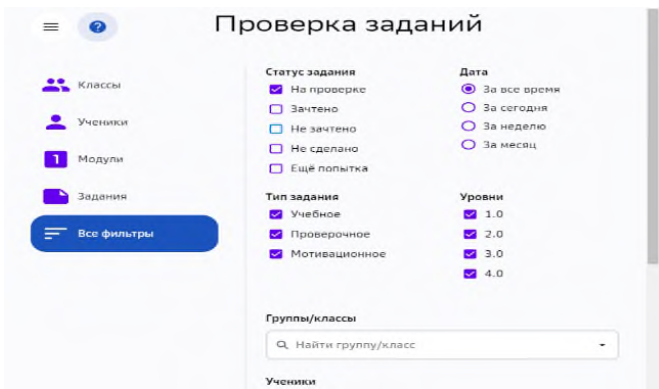 Проверка заданий
Классы
Ученики
1 Модули
Задания
Все фильтры
Статус задания
На проверке
Зачтено
Не зачтено
Не сделано
Ещё попытка
Дата
За все время
За сегодня
За неделю
За месяц
Тип задания
Учебное
Проверочное
Мотивационное
Уровни
1.0
2.0
3.0
4.0
Группы/классы
Найти группу/класс
Ученики